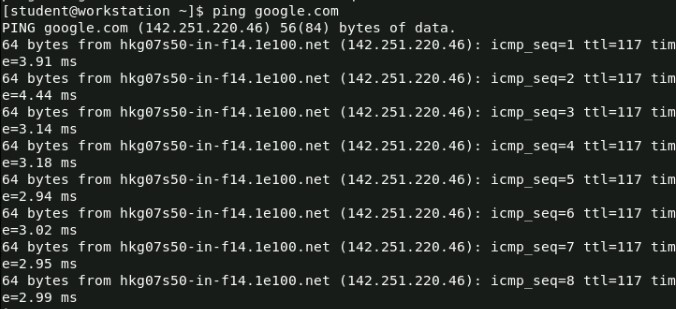 [student@workstation ~]$ ping google.com
PING google.com (142.251.220.46) 56(84) bytes of data.
64 bytes from hkg07s50-in-f14.1e100.net (142.251.220.46): icmp_seq=1 ttl=117 tim
e=3.91 ms
64 bytes from hkg07s50-in-f14.1e100.net (142.251.220.46): icmp_seq=2 ttl=117 tim
e=4.44 ms
64 bytes from hkg07s50-in-f14.1e100.net (142.251.220.46): icmp_seq=3 ttl=117 tim
e=3.14 ms
64 bytes from hkg07s50-in-f14.1e100.net (142.251.220.46): icmp_seq=4 ttl=117 tim
e=3.18 ms
64 bytes from hkg07s50-in-f14.1e100.net (142.251.220.46): icmp_seq=5 ttl=117 tim
e=2.94 ms
64 bytes from hkg07s50-in-f14.1e100.net (142.251.220.46): icmp_seq=6 ttl=117 tim
e=3.02 ms
64 bytes from hkg07s50-in-f14.1e100.net (142.251.220.46): icmp_seq=7 ttl=117 tim
e=2.95 ms
64 bytes from hkg07s50-in-f14.1e100.net (142.251.220.46): icmp_seq=8 ttl=117 tim
e=2.99 ms